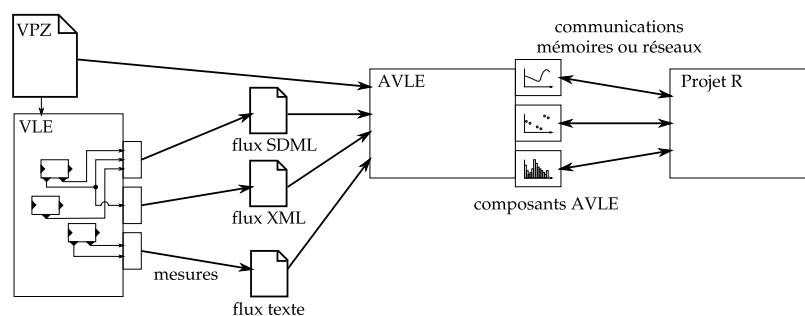 VPZ
communications
mémoires ou réseaux
AVLE
Projet R
VLE
flux SDML
flux XML
composants AVLE
mesures
flux texte